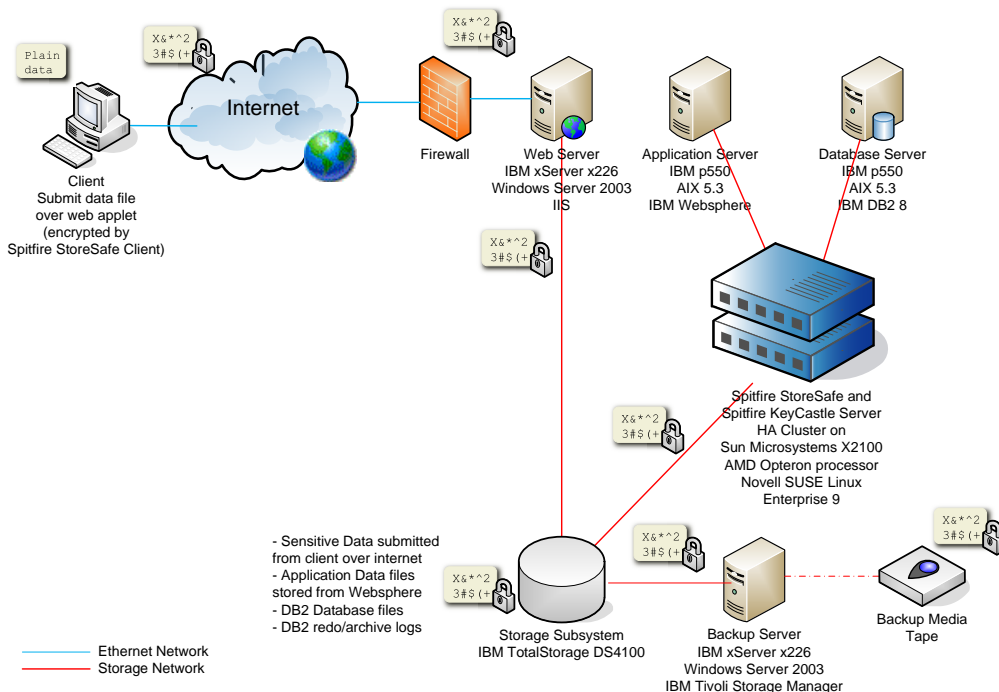 X&*^2
3#$(+
X&*^2
3#$(+
Plain
data
Internet
Firewall
Web Server
IBM xServer x226
Windows Server 2003
IIS
Application Server
IBM p550
AIX 5.3
IBM Websphere
Database Server
IBM p550
AIX 5.3
IBM DB2 8
Client
Submit data file
over web applet
(encrypted by
Spitfire StoreSafe Client)
X&*^2
3#$(+
Spitfire StoreSafe and
Spitfire KeyCastle Server
HA Cluster on
Sun Microsystems X2100
AMD Opteron processor
Novell SUSE Linux
Enterprise 9
X&*^2
3#$(+
- Sensitive Data submitted
from client over internet
- Application Data files
stored from Websphere
- DB2 Database files
- DB2 redo/archive logs
X&*^2
3#$(+
X&*^2
3#$(+
X&*^2
3#$(+
Storage Subsystem
IBM TotalStorage DS4100
Backup Server
IBM xServer x226
Windows Server 2003
IBM Tivoli Storage Manager
Backup Media
Tape
Ethernet Network
Storage Network